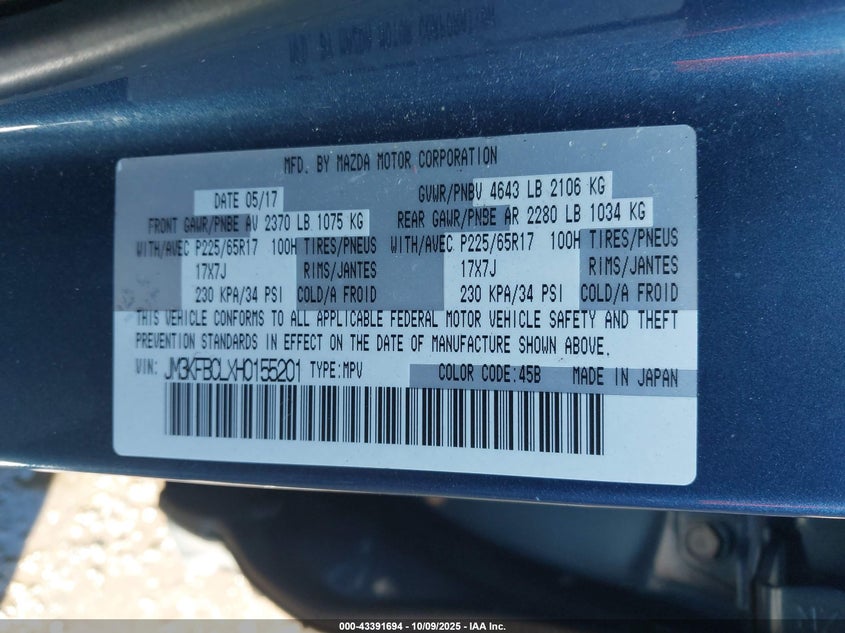 MFD. BY MAZDA MOTOR CORPORATION
DATE 05/17 GVWR/PNBV 4643 LB 2106 KG
FRONT GAWR/PNBE AV 2370 LB 1075 KG REAR GAWR/PNBE AR 2280 LB 1034 KG
WITH/AVEC P225/65R17 100H TIRES/PNEUS WITH/AVEC P225/65R17 100H TIRES/PNEUS
17X7J RIMS/JANTES 17X7J RIMS/JANTES
230 KPA/34 PSI COLD/A FROID 230 KPA/34 PSI COLD/A FROID
THIS VEHICLE CONFORMS TO ALL APPLICABLE FEDERAL MOTOR VEHICLE SAFETY AND THEFT
PREVENTION STANDARDS IN EFFECT ON THE DATE OF MANUFACTURE SHOWN ABOVE.
VIN: JM3KFBCLXH0155201 TYPE:MPV COLOR CODE:45B MADE IN JAPAN
000-43391694 - 10/09/2025 - IAA Inc.